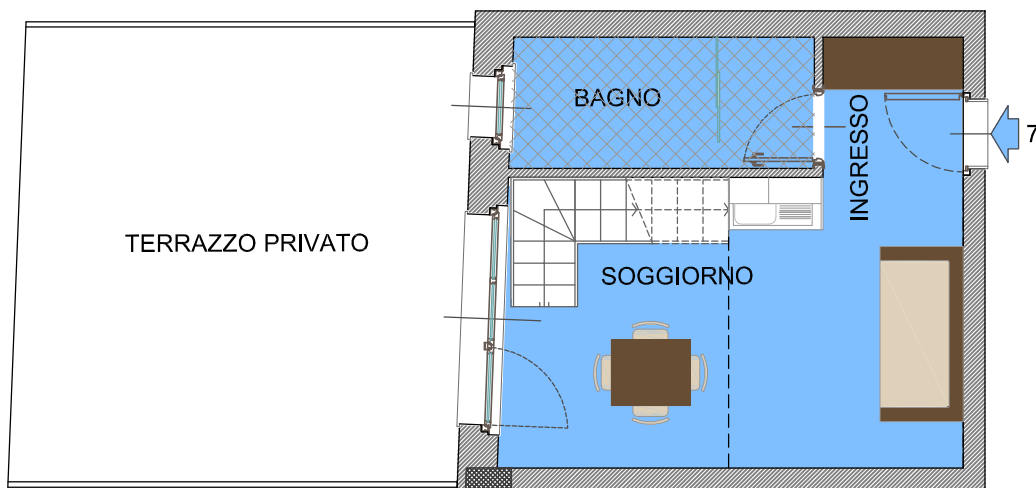 BAGNO
INGRESSO
7
TERRAZZO PRIVATO
SOGGIORNO